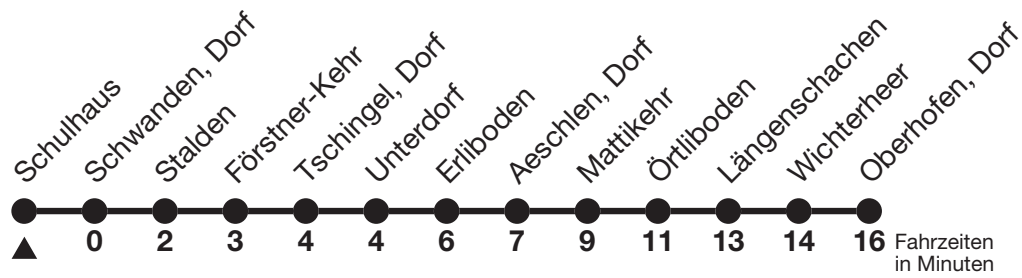 Schulhaus
Schwanden, Dorf
Stalden
Förstner-Kehr
Tschingel, Dorf
Unterdorf
Erliboden
Aeschlen, Dorf
Mattikehr
Örtliboden
Längenschachen
Wichterheer
Oberhofen, Dorf
0 2 3 4 4 6 7 9 11 13 14 16 Fahrzeiten
in Minuten